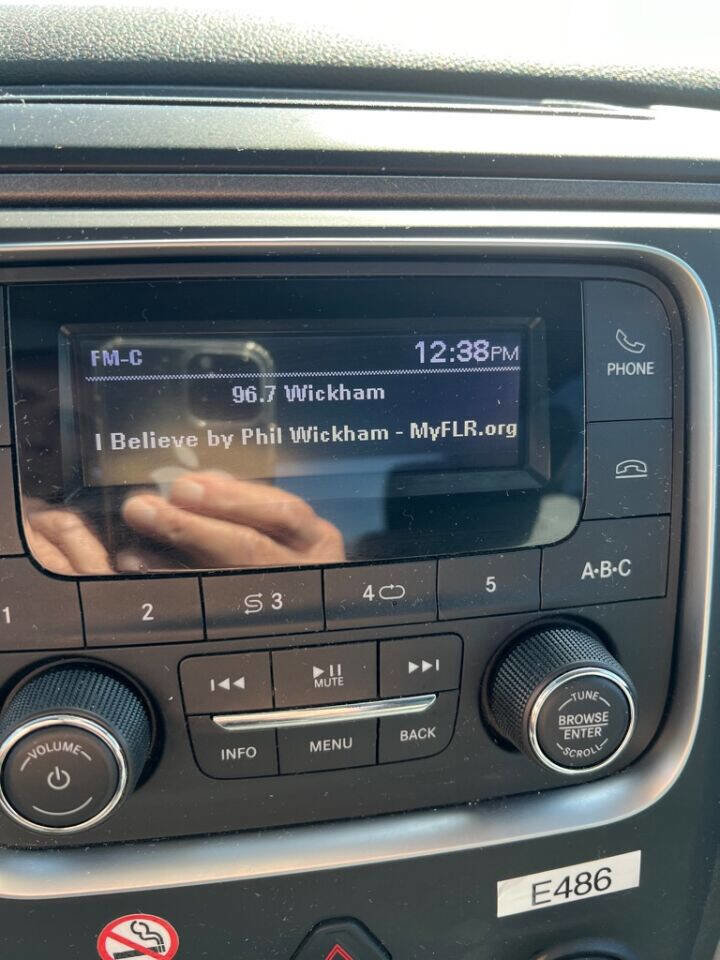 FM-C 12:38PM
96.7 Wickham
I Believe by Phil Wickham - MyFLR.org
PHONE
1 2 3 4 5 A·B·C
MUTE
INFO MENU BACK
VOLUME
TUNE
BROWSE
ENTER
SCROLL
E486